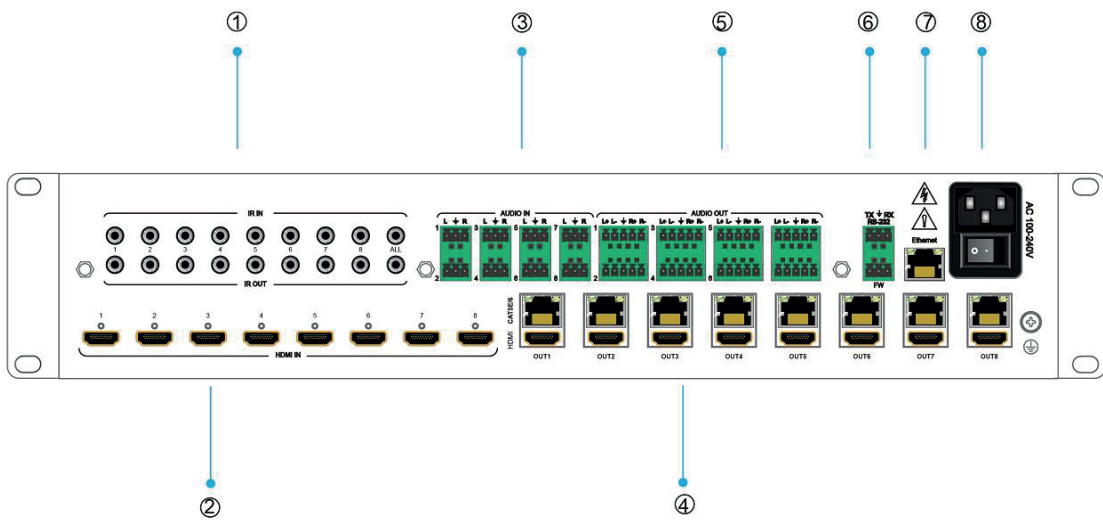 ① ③ ⑤ ⑥ ⑦ ⑧
IR IN
1 2 3 4 5 6 7 8 ALL
IR OUT
AUDIO IN
L ⏚ R L ⏚ R L ⏚ R L ⏚ R
1 3 5 7
2 4 6 8
AUDIO OUT
L+ L- ⏚ R+ R- L+ L- ⏚ R+ R- L+ L- ⏚ R+ R- L+ L- ⏚ R+ R-
1 3 5
2 4 6
TX ⏚ RX
RS-232
FW
Ethernet
AC 100-240V
1 2 3 4 5 6 7 8
HDMI IN
CAT5E/6
HDMI
OUT1 OUT2 OUT3 OUT4 OUT5 OUT6 OUT7 OUT8
② ④